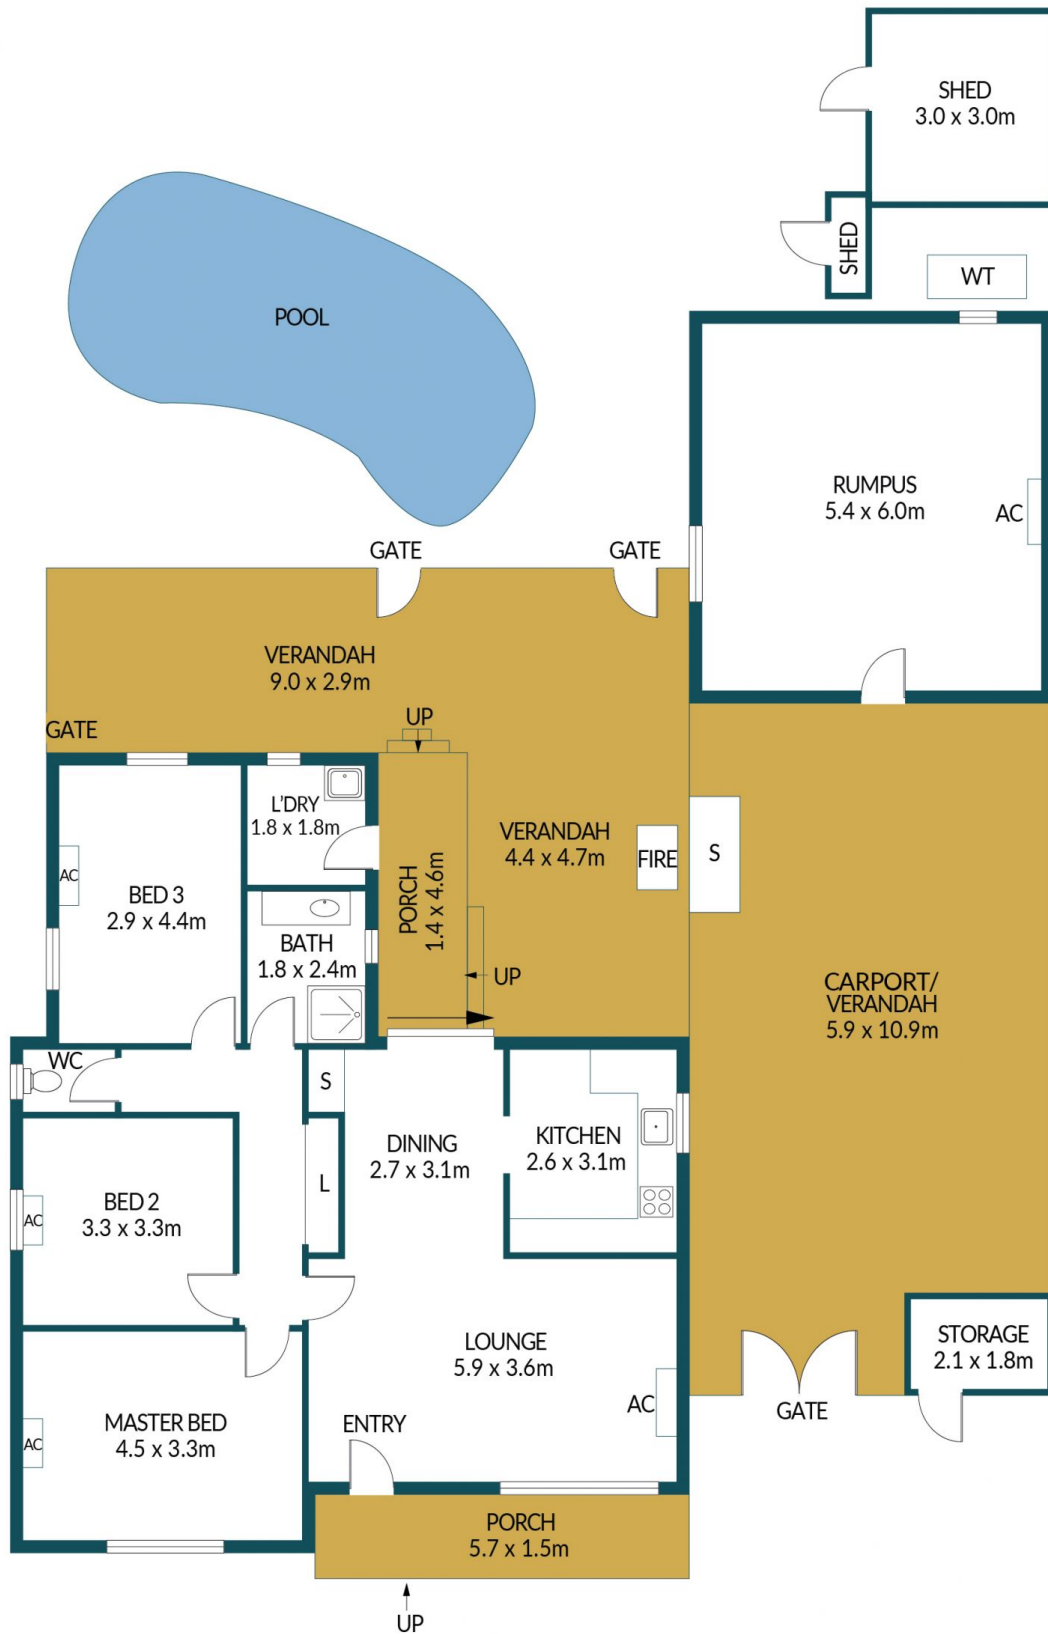 SHED
3.0 x 3.0m
SHED
WT
POOL
RUMPUS
5.4 x 6.0m
AC
GATE
GATE
VERANDAH
9.0 x 2.9m
GATE
UP
L'DRY
1.8 x 1.8m
VERANDAH
4.4 x 4.7m
FIRE
S
AC
BED 3
2.9 x 4.4m
PORCH
1.4 x 4.6m
BATH
1.8 x 2.4m
UP
CARPORT/
VERANDAH
5.9 x 10.9m
WC
S
DINING
2.7 x 3.1m
KITCHEN
2.6 x 3.1m
L
BED 2
3.3 x 3.3m
AC
LOUNGE
5.9 x 3.6m
STORAGE
2.1 x 1.8m
AC
GATE
MASTER BED
4.5 x 3.3m
AC
ENTRY
PORCH
5.7 x 1.5m
UP